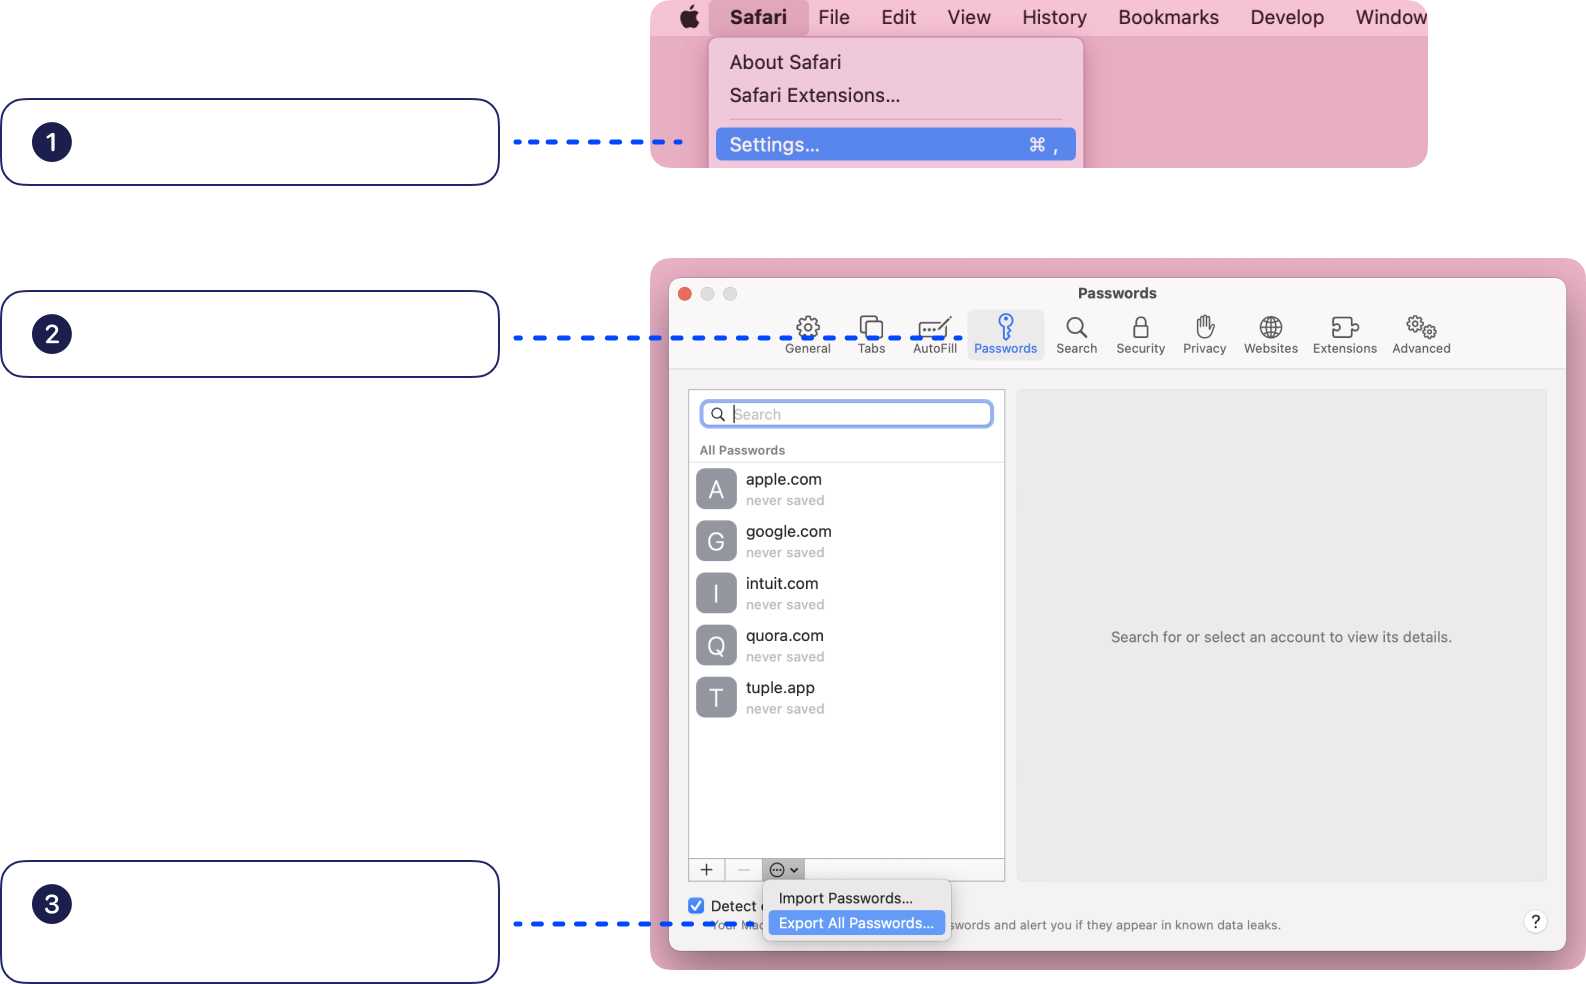 Safari File Edit View History Bookmarks Develop Window
About Safari
Safari Extensions...
1
Settings... ⌘ ,
Passwords
2
General Tabs AutoFill Passwords Search Security Privacy Websites Extensions Advanced
Search
All Passwords
A apple.com
never saved
G google.com
never saved
I intuit.com
never saved
Search for or select an account to view its details.
Q quora.com
never saved
T tuple.app
never saved
3
Import Passwords...
Detect
Export All Passwords...
Your Mac swords and alert you if they appear in known data leaks.
?